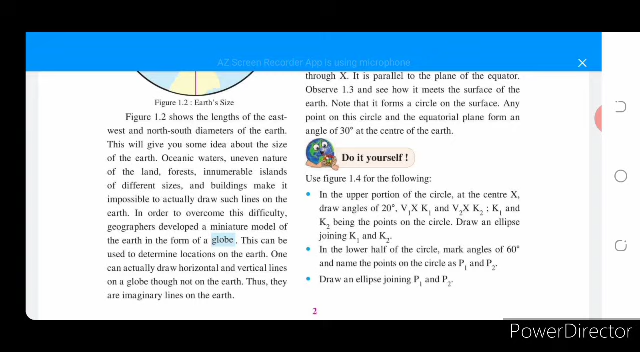 AZ Screen Recorder App is using microphone
Figure 1.2 : Earth's Size
Figure 1.2 shows the lengths of the east-
west and north-south diameters of the earth.
This will give you some idea about the size
of the earth. Oceanic waters, uneven nature
of the land, forests, innumerable islands
of different sizes, and buildings make it
impossible to actually draw such lines on the
earth. In order to overcome this difficulty,
geographers developed a miniature model of
the earth in the form of a globe. This can be
used to determine locations on the earth. One
can actually draw horizontal and vertical lines
on a globe though not on the earth. Thus, they
are imaginary lines on the earth.
through X. It is parallel to the plane of the equator.
Observe 1.3 and see how it meets the surface of the
earth. Note that it forms a circle on the surface. Any
point on this circle and the equatorial plane form an
angle of 30° at the centre of the earth.
Do it yourself !
Use figure 1.4 for the following:
• In the upper portion of the circle, at the centre X,
draw angles of 20°, V₁X K₁ and V₂X K₂ ; K₁ and
K₂ being the points on the circle. Draw an ellipse
joining K₁ and K₂.
• In the lower half of the circle, mark angles of 60°
and name the points on the circle as P₁ and P₂.
• Draw an ellipse joining P₁ and P₂.
2
PowerDirector